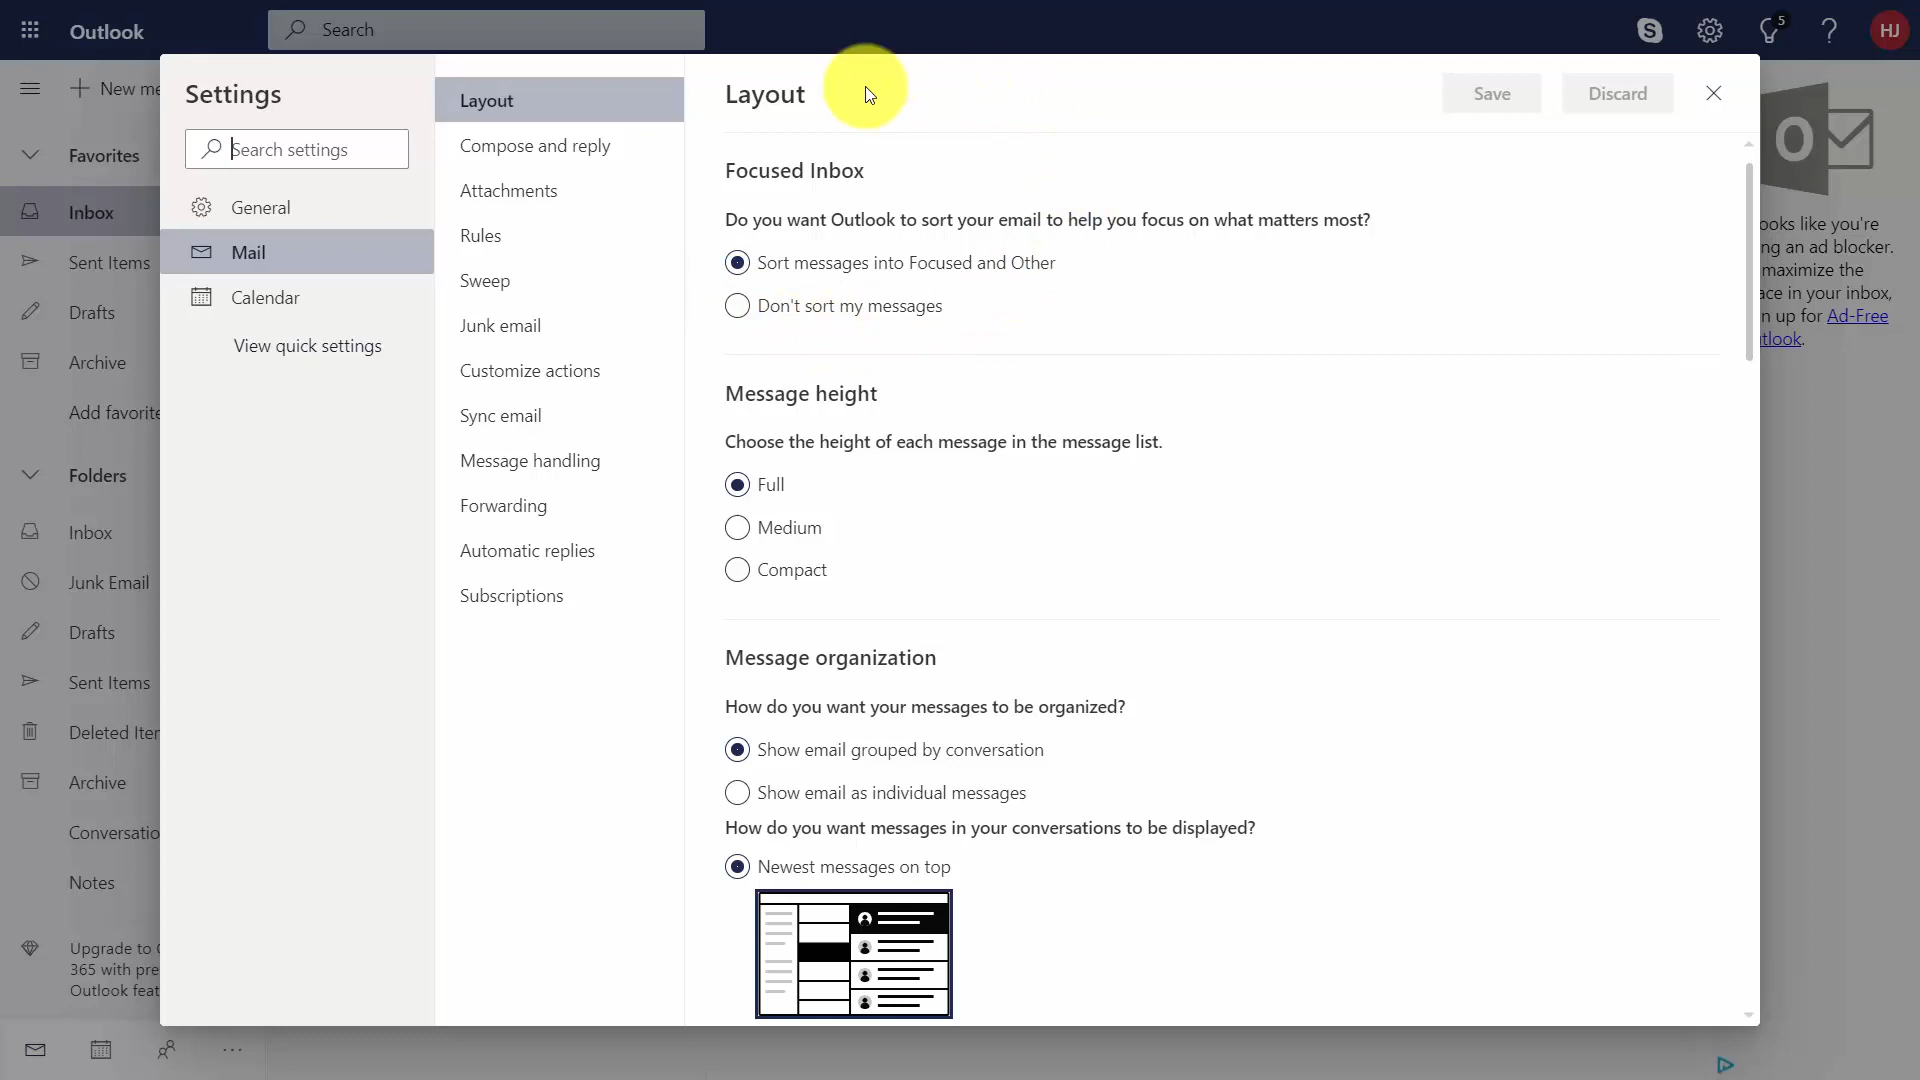 Outlook
Search
5
HJ
New me
Favorites
Inbox
Sent Items
Drafts
Archive
Add favorite
Folders
Inbox
Junk Email
Drafts
Sent Items
Deleted Iter
Archive
Conversatio
Notes
Upgrade to
365 with pre
Outlook feat
Settings
Search settings
General
Mail
Calendar
View quick settings
Layout
Compose and reply
Attachments
Rules
Sweep
Junk email
Customize actions
Sync email
Message handling
Forwarding
Automatic replies
Subscriptions
Layout
Save
Discard
Focused Inbox
Do you want Outlook to sort your email to help you focus on what matters most?
Sort messages into Focused and Other
Don't sort my messages
Message height
Choose the height of each message in the message list.
Full
Medium
Compact
Message organization
How do you want your messages to be organized?
Show email grouped by conversation
Show email as individual messages
How do you want messages in your conversations to be displayed?
Newest messages on top
ooks like you're
ng an ad blocker.
maximize the
ace in your inbox,
n up for Ad-Free
tlook.